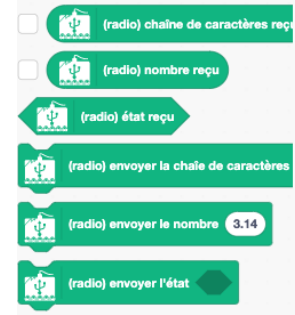 (radio) chaîne de caractères reçu
(radio) nombre reçu
(radio) état reçu
(radio) envoyer la chaîe de caractères
(radio) envoyer le nombre 3.14
(radio) envoyer l'état